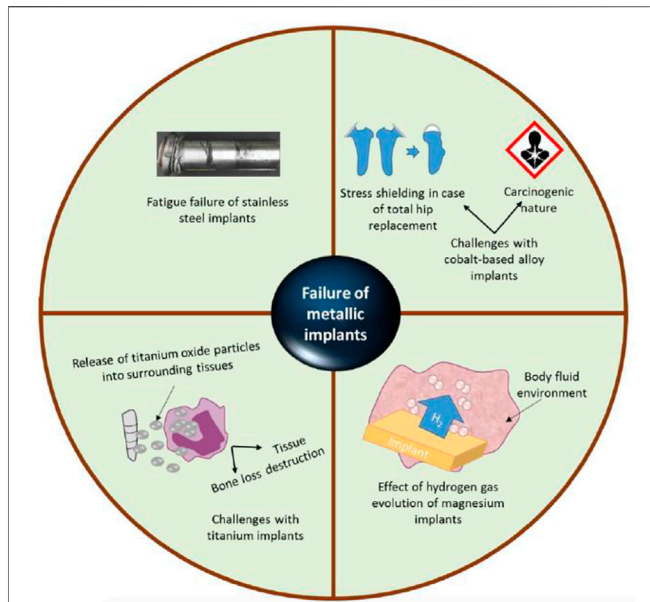 Fatigue failure of stainless
steel implants
Stress shielding in case
of total hip
replacement
Carcinogenic
nature
Challenges with
cobalt-based alloy
implants
Failure of
metallic
implants
Release of titanium oxide particles
into surrounding tissues
Tissue
Bone loss destruction
Challenges with
titanium implants
Body fluid
environment
H₂
Implant
Effect of hydrogen gas
evolution of magnesium
implants